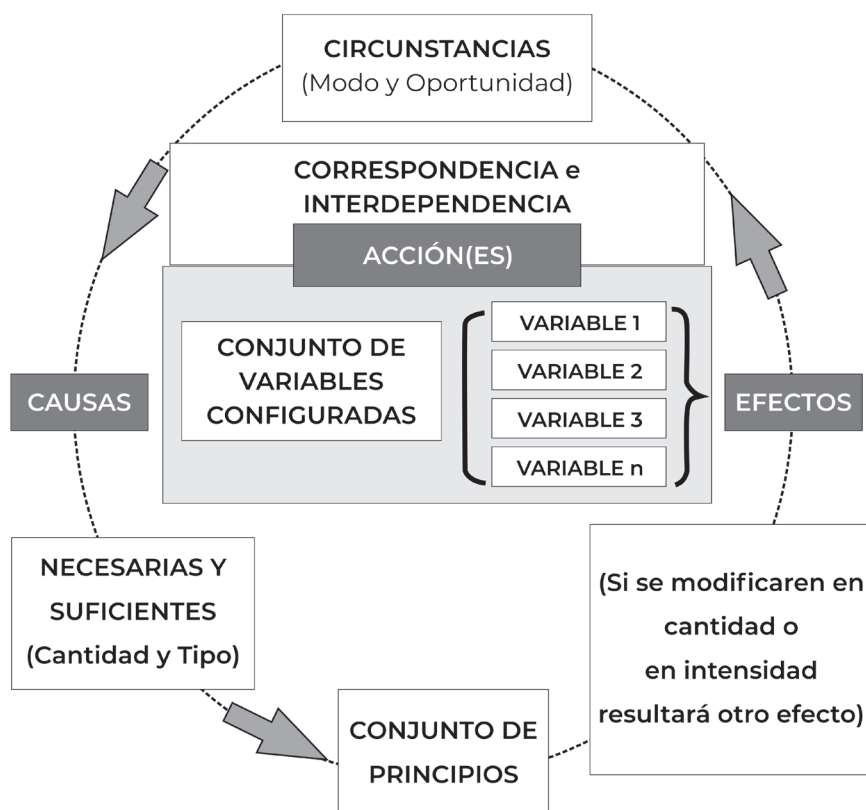 CIRCUNSTANCIAS
(Modo y Oportunidad)
CORRESPONDENCIA e
INTERDEPENDENCIA
ACCIÓN(ES)
CONJUNTO DE
VARIABLES
CONFIGURADAS
VARIABLE 1
VARIABLE 2
VARIABLE 3
VARIABLE n
CAUSAS
EFECTOS
NECESARIAS Y
SUFICIENTES
(Cantidad y Tipo)
CONJUNTO DE
PRINCIPIOS
(Si se modificaren en
cantidad o
en intensidad
resultará otro efecto)